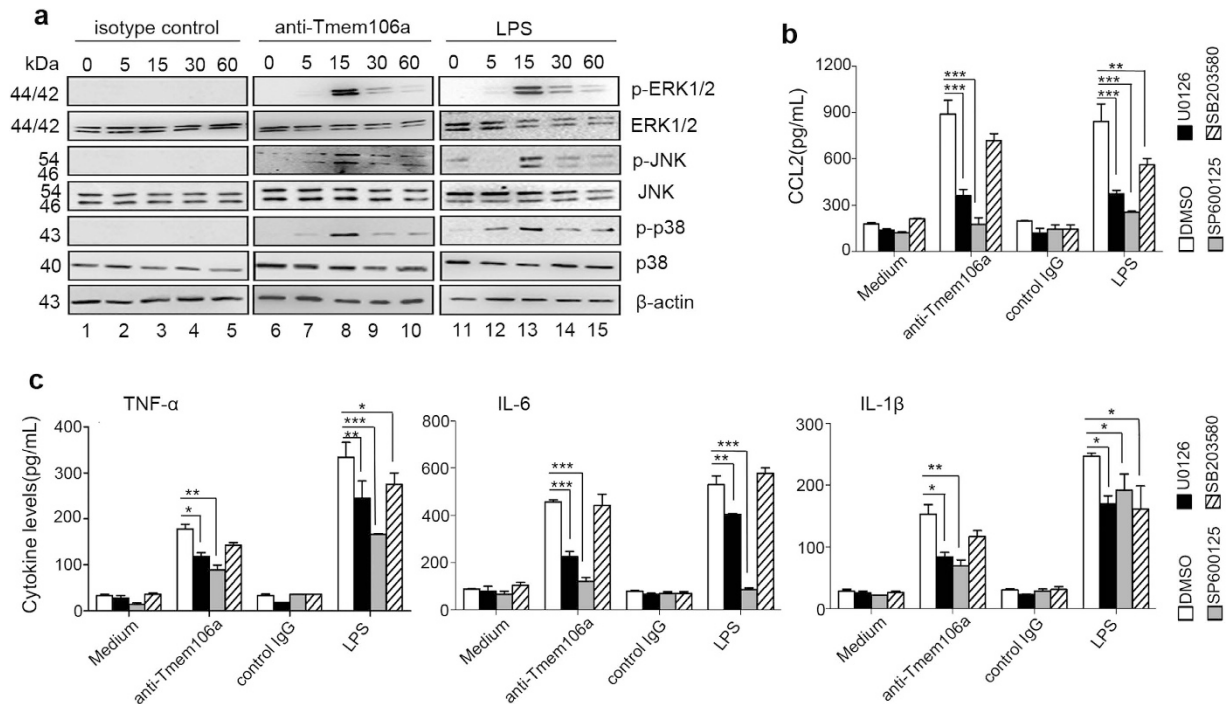 a
isotype control anti-Tmem106a LPS
kDa 0 5 15 30 60 0 5 15 30 60 0 5 15 30 60
44/42 p-ERK1/2
44/42 ERK1/2
54
46 p-JNK
54
46 JNK
43 p-p38
40 p38
43 β-actin
1 2 3 4 5 6 7 8 9 10 11 12 13 14 15
b
CCL2(pg/mL)
1200
900
600
300
0
***
***
**
***
***
Medium anti-Tmem106a control IgG LPS
DMSO U0126
SP600125 SB203580
c
Cytokine levels(pg/mL)
TNF-α
400
300
200
100
0
**
*
*
***
**
Medium anti-Tmem106a control IgG LPS
IL-6
800
600
400
200
0
***
***
***
**
Medium anti-Tmem106a control IgG LPS
IL-1β
300
200
100
0
**
*
*
*
*
Medium anti-Tmem106a control IgG LPS
DMSO U0126
SP600125 SB203580